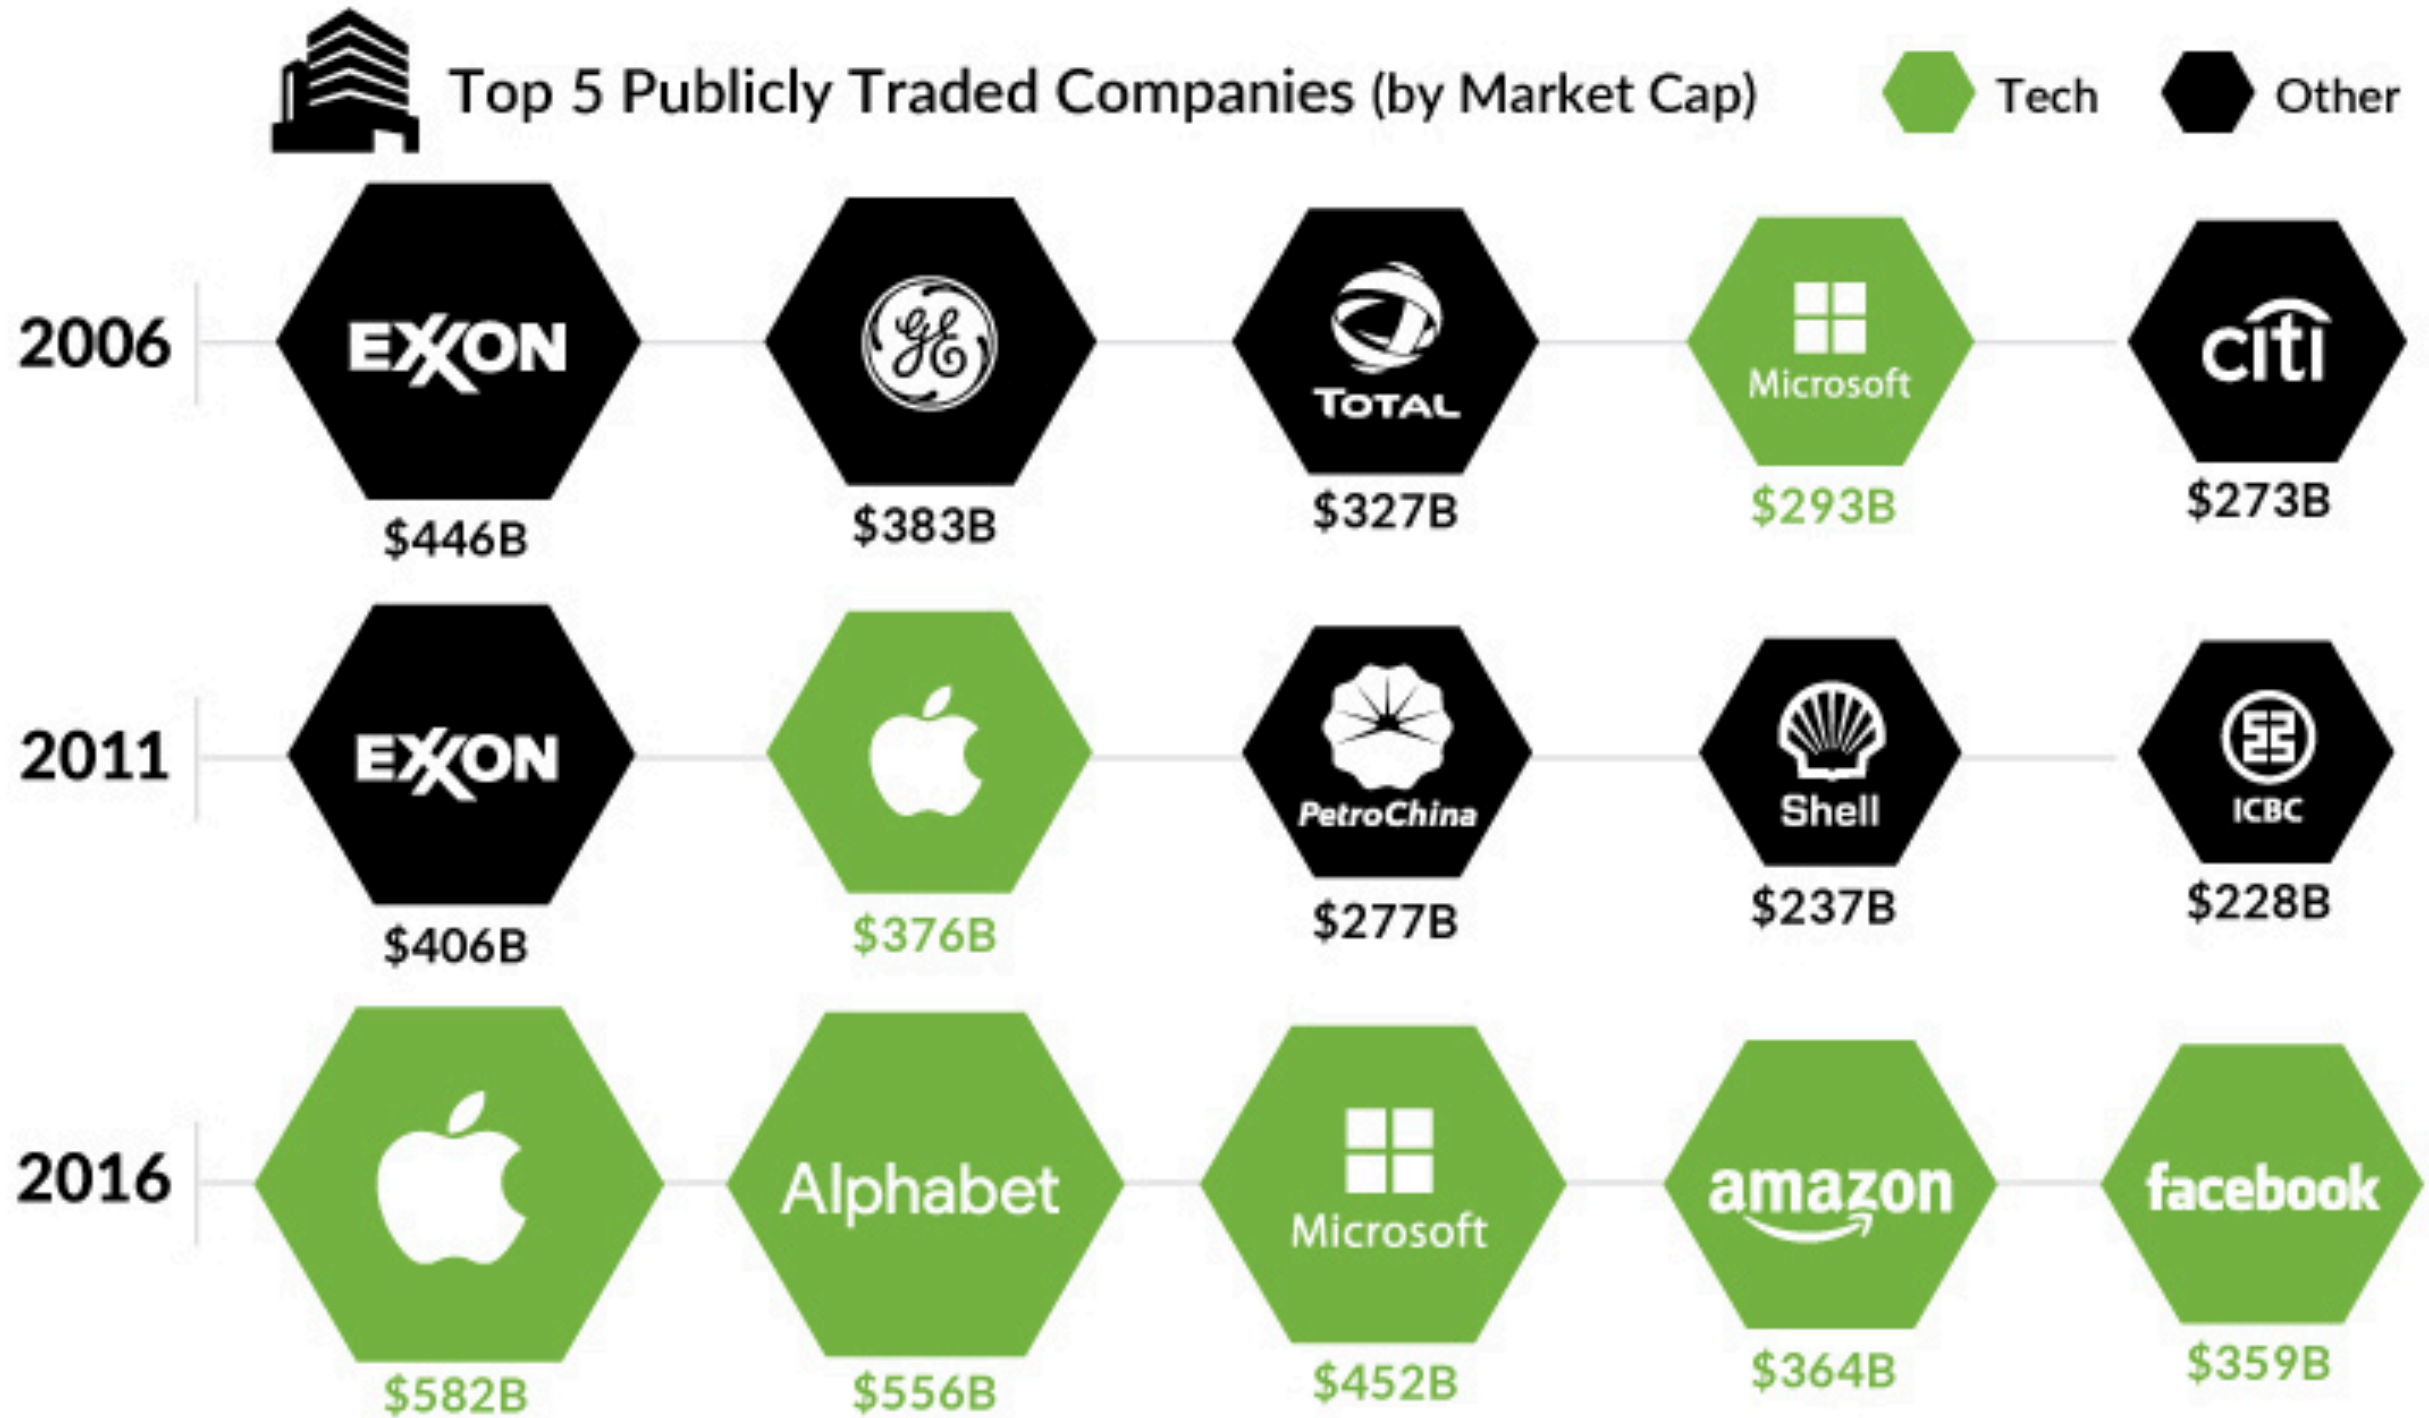 Top 5 Publicly Traded Companies (by Market Cap)
Tech
Other
2006
EXXON
GE
TOTAL
Microsoft
citi
$446B
$383B
$327B
$293B
$273B
2011
EXXON
PetroChina
Shell
ICBC
$406B
$376B
$277B
$237B
$228B
2016
Alphabet
Microsoft
amazon
facebook
$582B
$556B
$452B
$364B
$359B